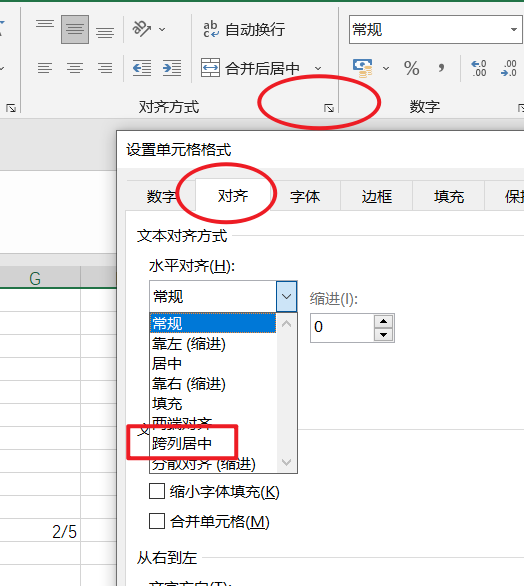 ab 自动换行
c
常规
合并后居中
% , .0 .00
.00 .0
对齐方式
数字
设置单元格格式
数字 对齐 字体 边框 填充
文本对齐方式
水平对齐(H):
常规
缩进(I):
0
常规
靠左 (缩进)
居中
靠右 (缩进)
填充
两端对齐
跨列居中
分散对齐 (缩进)
缩小字体填充(K)
合并单元格(M)
从右到左
文字方向(T):
G
2/5